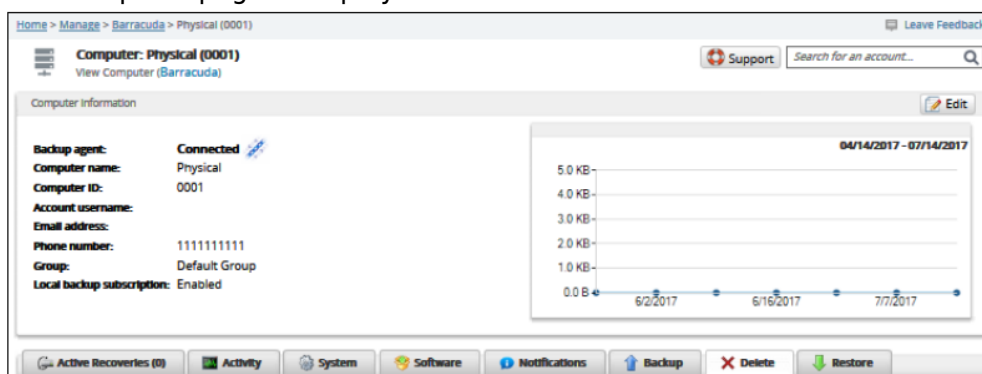 Home > Manage > Barracuda > Physical (0001)
Leave Feedback
Computer: Physical (0001)
View Computer (Barracuda)
Support
Search for an account...
Computer Information
Edit
Backup agent: Connected
Computer name: Physical
Computer ID: 0001
Account username:
Email address:
Phone number: 1111111111
Group: Default Group
Local backup subscription: Enabled
04/14/2017 - 07/14/2017
5.0 KB
4.0 KB
3.0 KB
2.0 KB
1.0 KB
0.0 B
6/2/2017 6/16/2017 7/7/2017
Active Recoveries (0) Activity System Software Notifications Backup Delete Restore